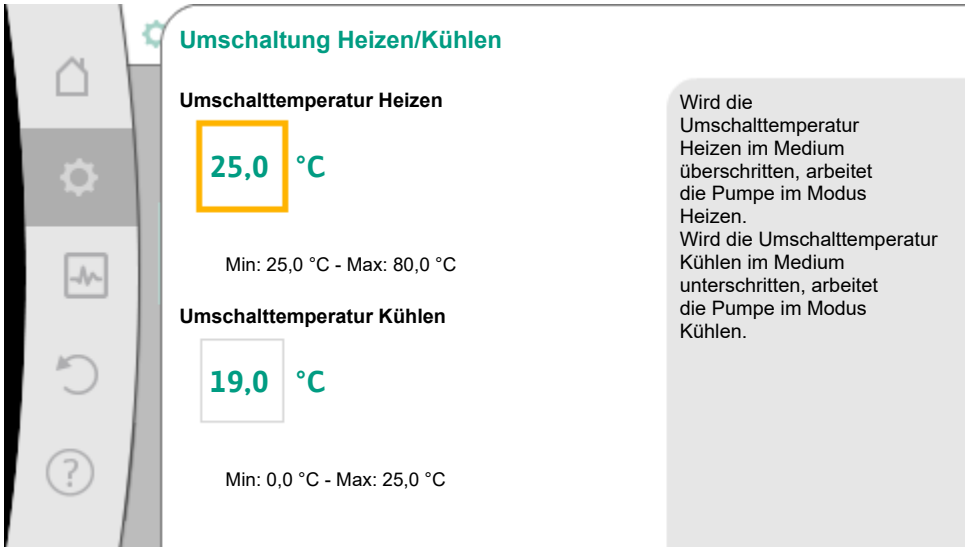 Umschaltung Heizen/Kühlen
Umschalttemperatur Heizen
25,0 °C
Min: 25,0 °C - Max: 80,0 °C
Umschalttemperatur Kühlen
19,0 °C
Min: 0,0 °C - Max: 25,0 °C
Wird die
Umschalttemperatur
Heizen im Medium
überschritten, arbeitet
die Pumpe im Modus
Heizen.
Wird die Umschalttemperatur
Kühlen im Medium
unterschritten, arbeitet
die Pumpe im Modus
Kühlen.
?